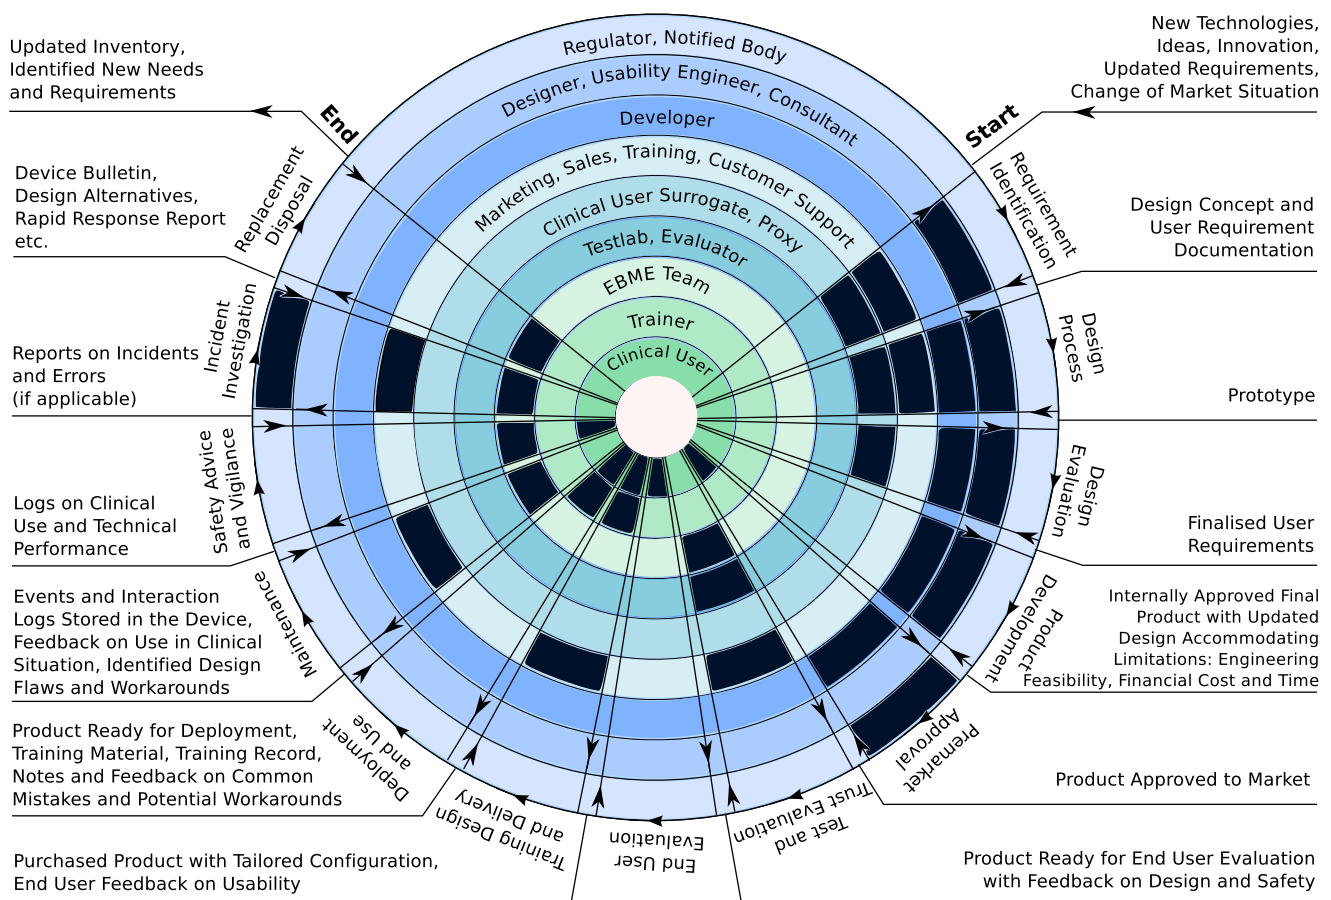 Updated Inventory,
Identified New Needs
and Requirements
New Technologies,
Ideas, Innovation,
Updated Requirements,
Change of Market Situation
End
Start
Regulator, Notified Body
Designer, Usability Engineer, Consultant
Developer
Marketing, Sales, Training, Customer Support
Clinical User Surrogate, Proxy
Testlab, Evaluator
EBME Team
Trainer
Clinical User
Requirement
Identification
Design Concept and
User Requirement
Documentation
Design
Process
Prototype
Design
Evaluation
Finalised User
Requirements
Product
Development
Internally Approved Final
Product with Updated
Design Accommodating
Limitations: Engineering
Feasibility, Financial Cost and Time
Premarket
Approval
Product Approved to Market
Test and
Trust Evaluation
Product Ready for End User Evaluation
with Feedback on Design and Safety
End User
Evaluation
Purchased Product with Tailored Configuration,
End User Feedback on Usability
Training Design
and Delivery
Product Ready for Deployment,
Training Material, Training Record,
Notes and Feedback on Common
Mistakes and Potential Workarounds
Deployment
and Use
Events and Interaction
Logs Stored in the Device,
Feedback on Use in Clinical
Situation, Identified Design
Flaws and Workarounds
Maintenance
Logs on Clinical
Use and Technical
Performance
Safety Advice
and Vigilance
Reports on Incidents
and Errors
(if applicable)
Incident
Investigation
Device Bulletin,
Design Alternatives,
Rapid Response Report
etc.
Replacement
Disposal